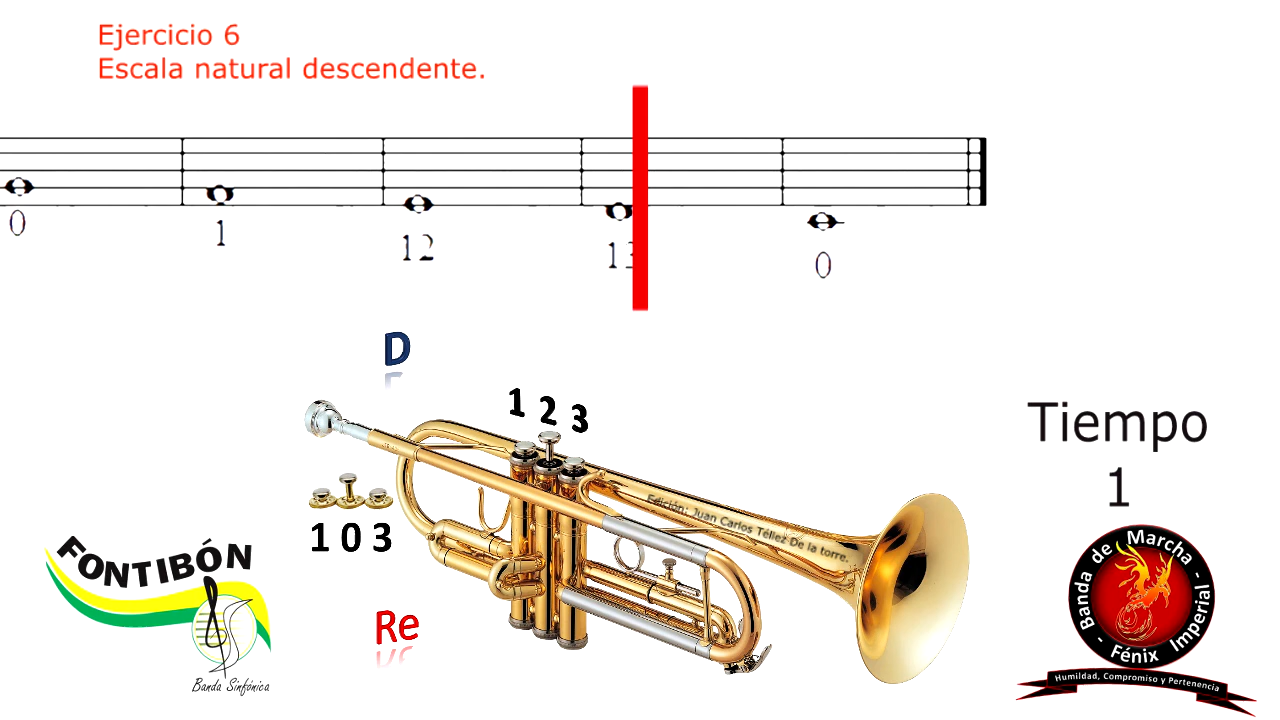 Ejercicio 6
Escala natural descendente.
0
1
12
13
0
D
1 2 3
Tiempo
1
Edición: Juan Carlos Téllez De la torre.
1 0 3
FONTIBÓN
Banda Sinfónica
Re
Banda de Marcha - Fénix Imperial -
Humildad, Compromiso y Pertenencia